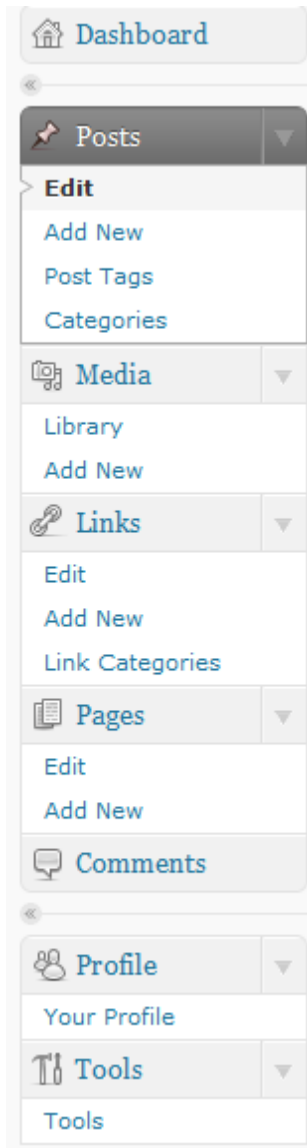 Dashboard
Posts
Edit
Add New
Post Tags
Categories
Media
Library
Add New
Links
Edit
Add New
Link Categories
Pages
Edit
Add New
Comments
Profile
Your Profile
Tools
Tools